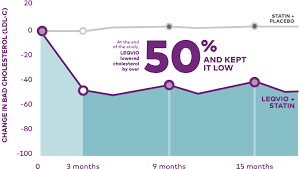 CHANGE IN BAD CHOLESTEROL (LDL-C)
20
0
-20
-40
-60
-80
-100
STATIN +
PLACEBO
At the end
of the study,
LEQVIO
lowered
cholesterol
by over
50%
AND KEPT
IT LOW
LEQVIO +
STATIN
0
3 months
9 months
15 months